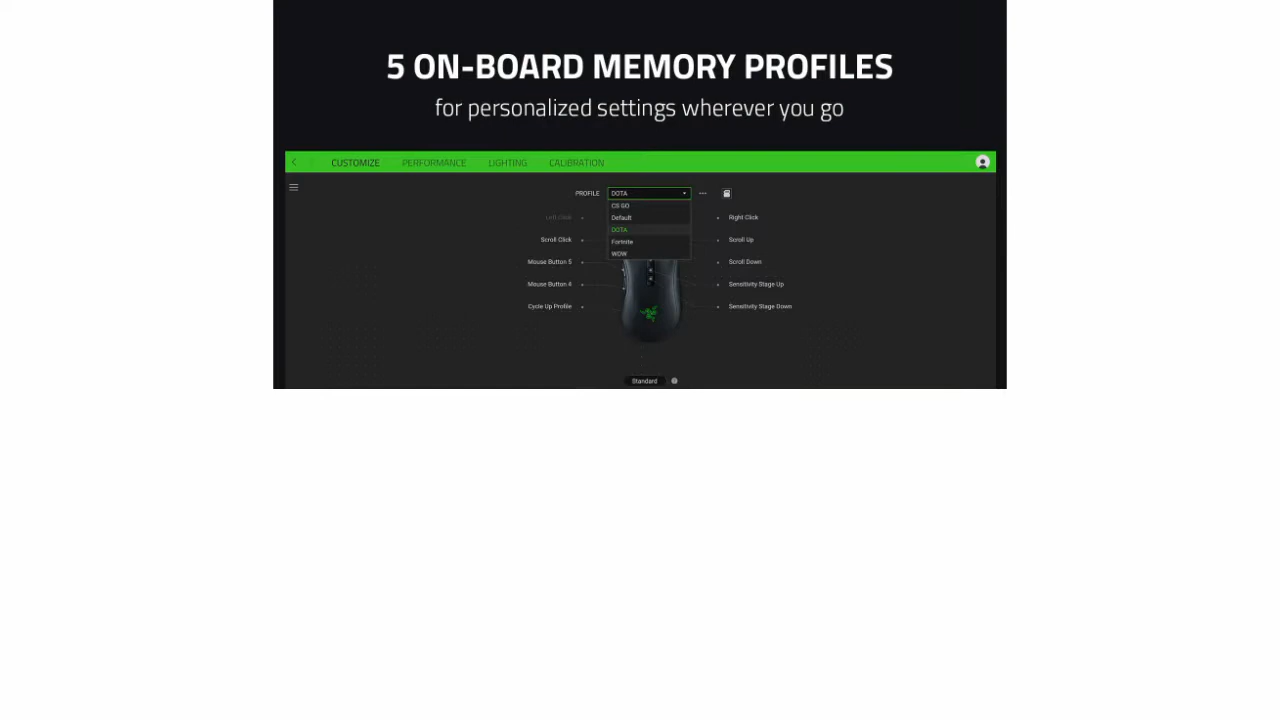 5 ON-BOARD MEMORY PROFILES
for personalized settings wherever you go
CUSTOMIZE PERFORMANCE LIGHTING CALIBRATION
PROFILE DOTA
CS GO
Default
DOTA
Fortnite
WOW
Left Click
Scroll Click
Mouse Button 5
Mouse Button 4
Cycle Up Profile
Right Click
Scroll Up
Scroll Down
Sensitivity Stage Up
Sensitivity Stage Down
Standard